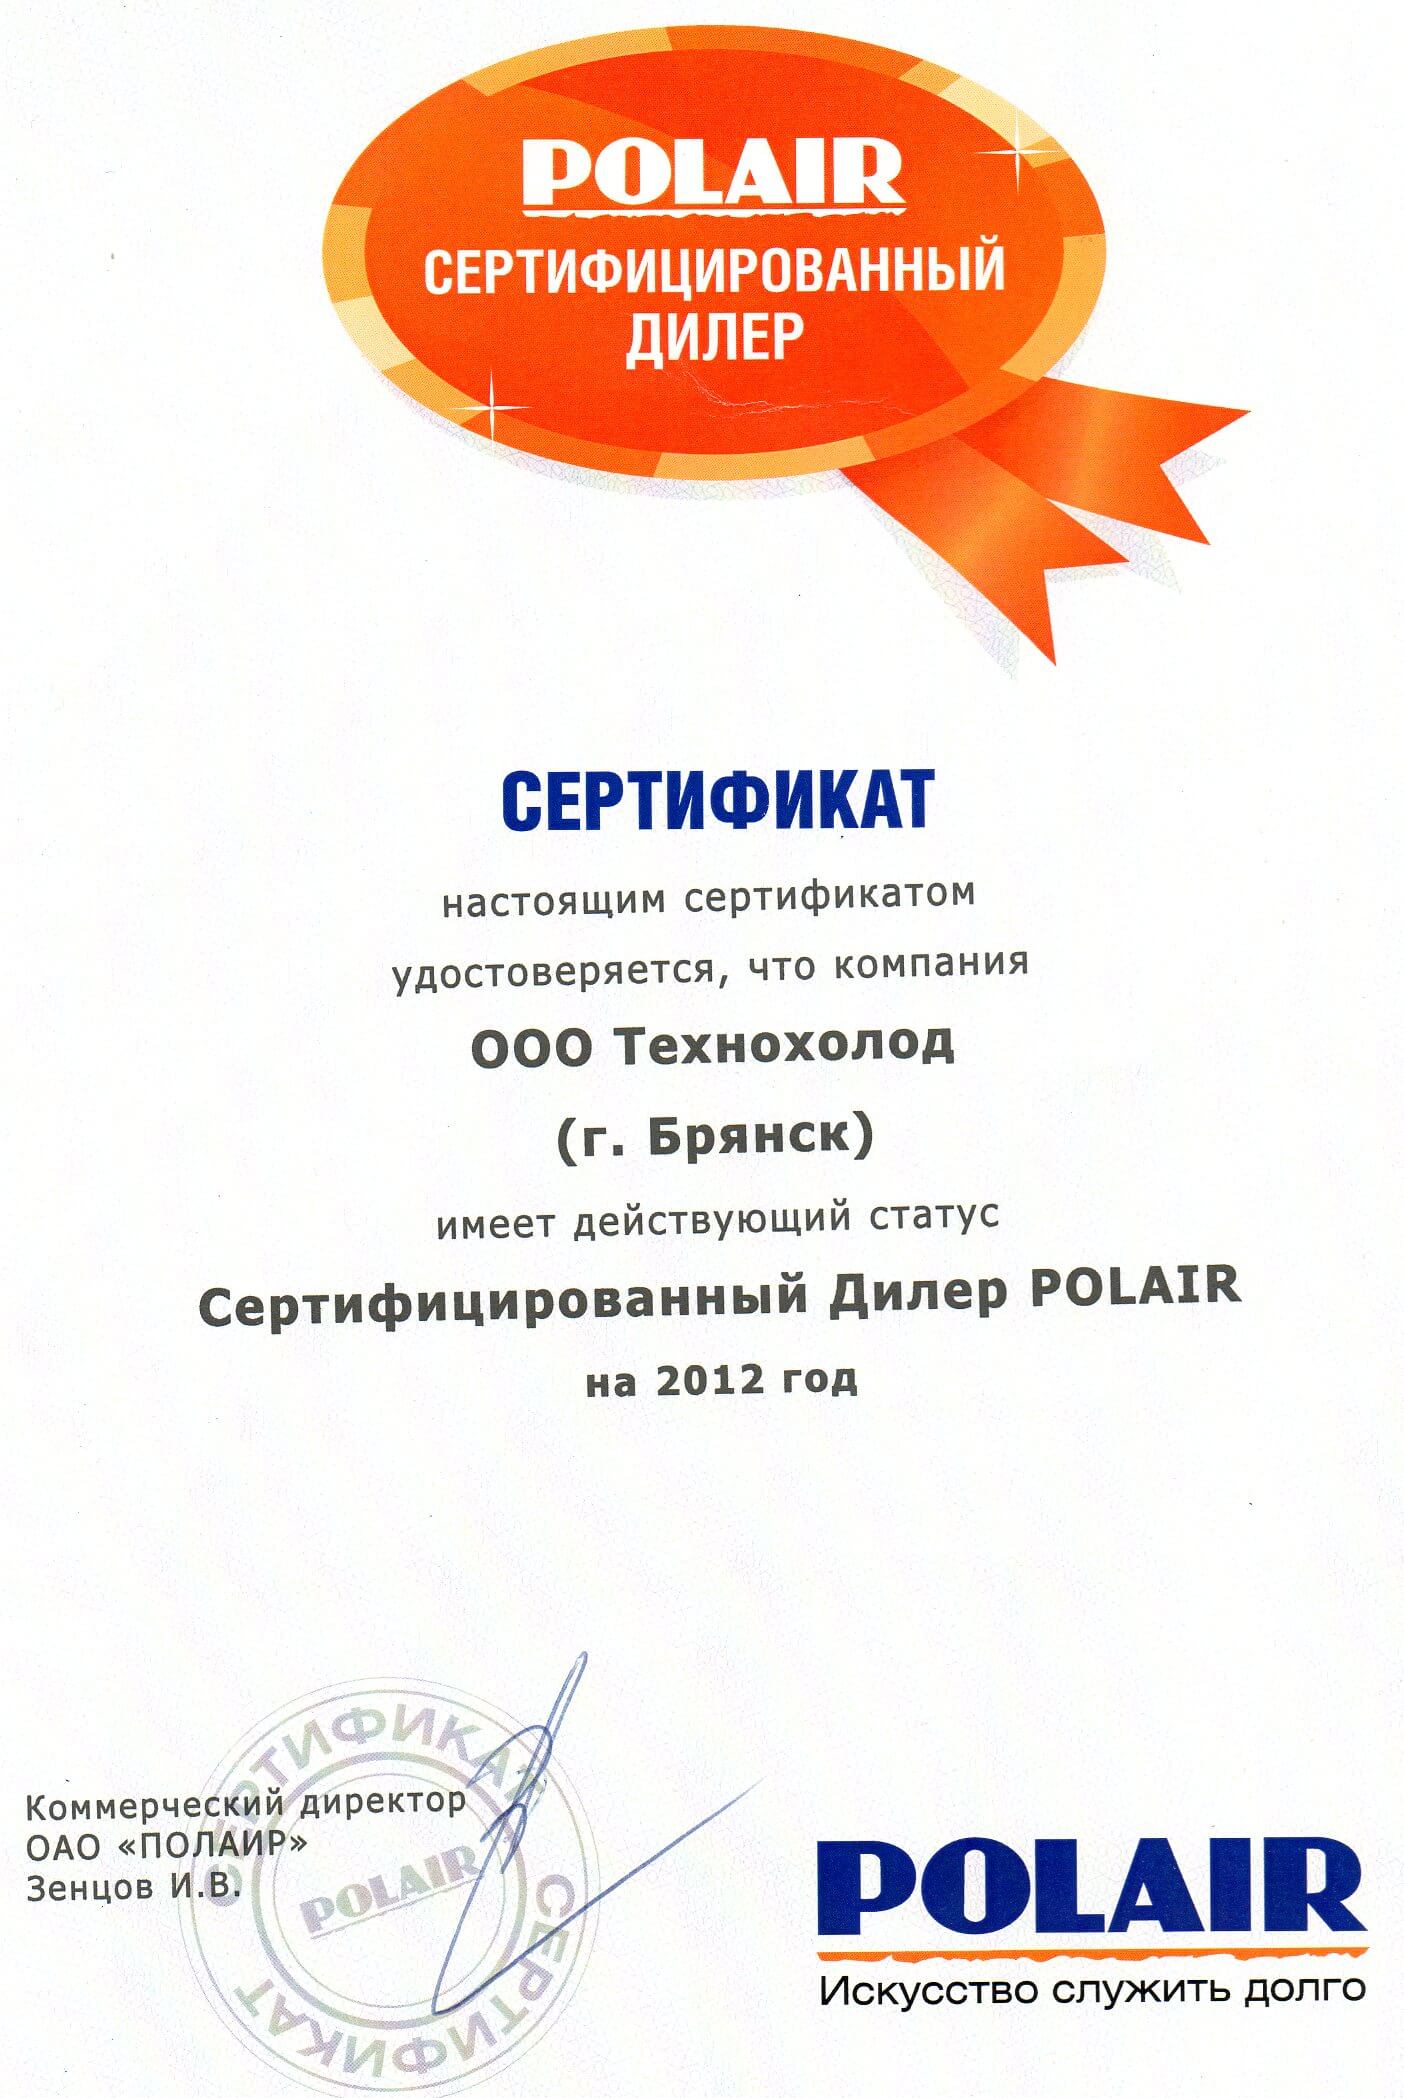 POLAIR
СЕРТИФИЦИРОВАННЫЙ
ДИЛЕР
СЕРТИФИКАТ
настоящим сертификатом
удостоверяется, что компания
ООО Технохолод
(г. Брянск)
имеет действующий статус
Сертифицированный Дилер POLAIR
на 2012 год
Коммерческий директор
ОАО «ПОЛАИР»
Зенцов И.В.
СЕРТИФИКАТ СЕРТИФИКАТ
POLAIR
POLAIR
Искусство служить долго